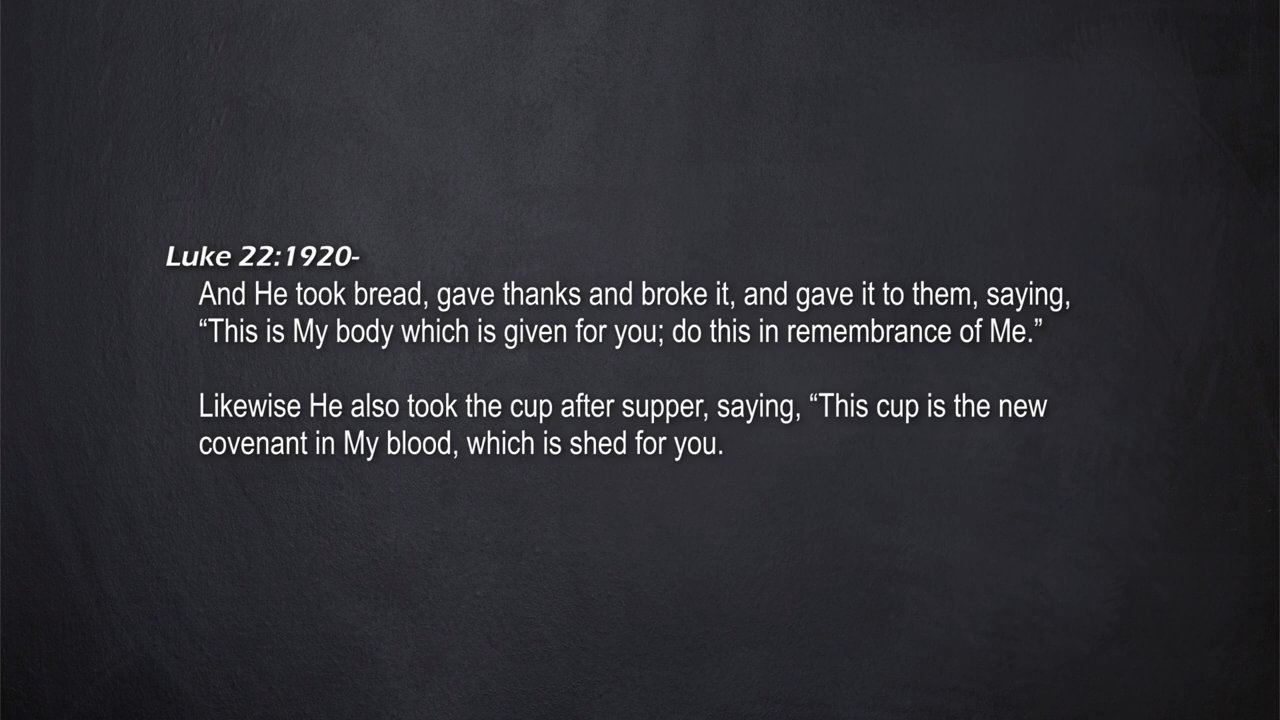 Luke 22:1920-
And He took bread, gave thanks and broke it, and gave it to them, saying,
“This is My body which is given for you; do this in remembrance of Me.”
Likewise He also took the cup after supper, saying, “This cup is the new
covenant in My blood, which is shed for you.